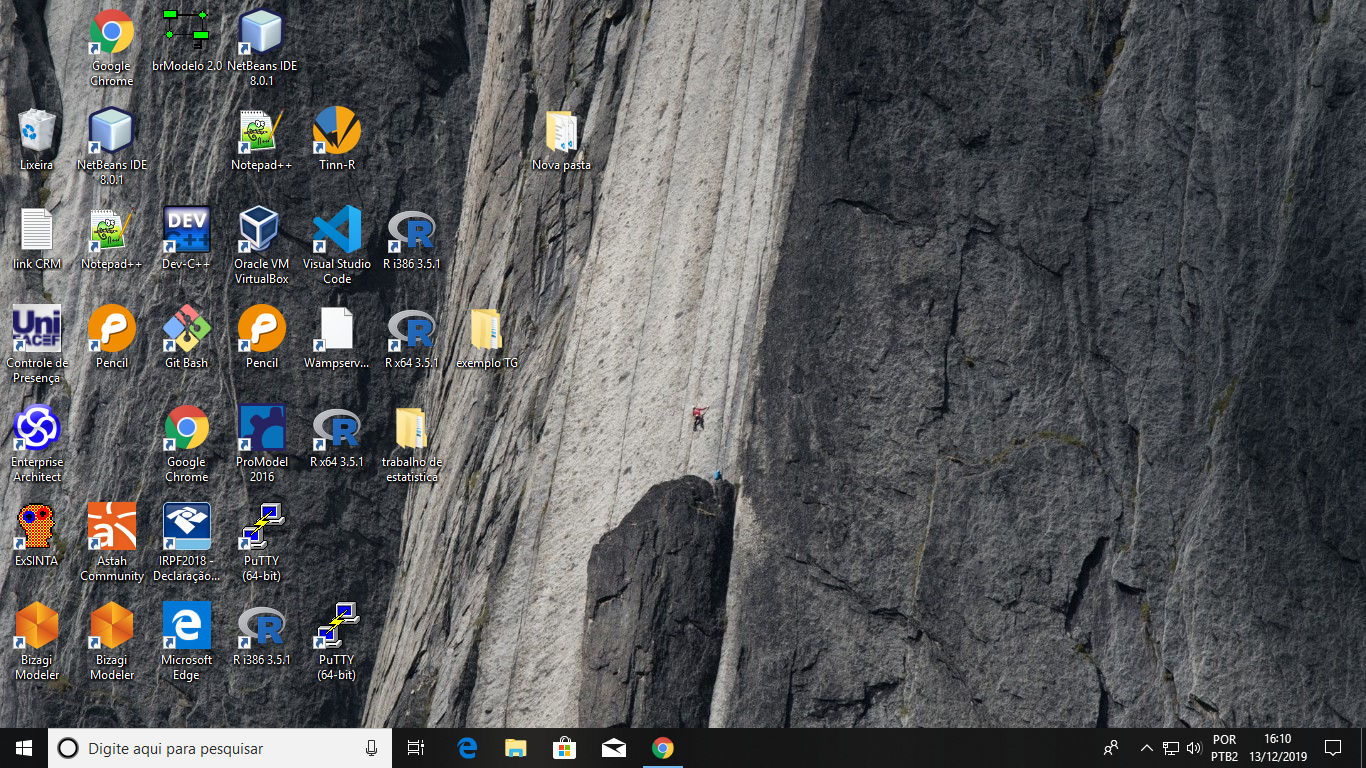 Google
Chrome
brModelo 2.0
NetBeans IDE
8.0.1
Lixeira
NetBeans IDE
8.0.1
Notepad++
Tinn-R
Nova pasta
link CRM
Notepad++
DEV
C++
Dev-C++
Oracle VM
VirtualBox
Visual Studio
Code
R i386 3.5.1
Uni
FACEF
Controle de
Presença
Pencil
Git Bash
Pencil
Wampserv...
R x64 3.5.1
exemplo TG
Enterprise
Architect
Google
Chrome
ProModel
2016
R x64 3.5.1
trabalho de
estatistica
ExSINTA
Astah
Community
IRPF2018 -
Declaração...
PuTTY
(64-bit)
Bizagi
Modeler
Bizagi
Modeler
Microsoft
Edge
R i386 3.5.1
PuTTY
(64-bit)
Digite aqui para pesquisar
POR
PTB2
16:10
13/12/2019